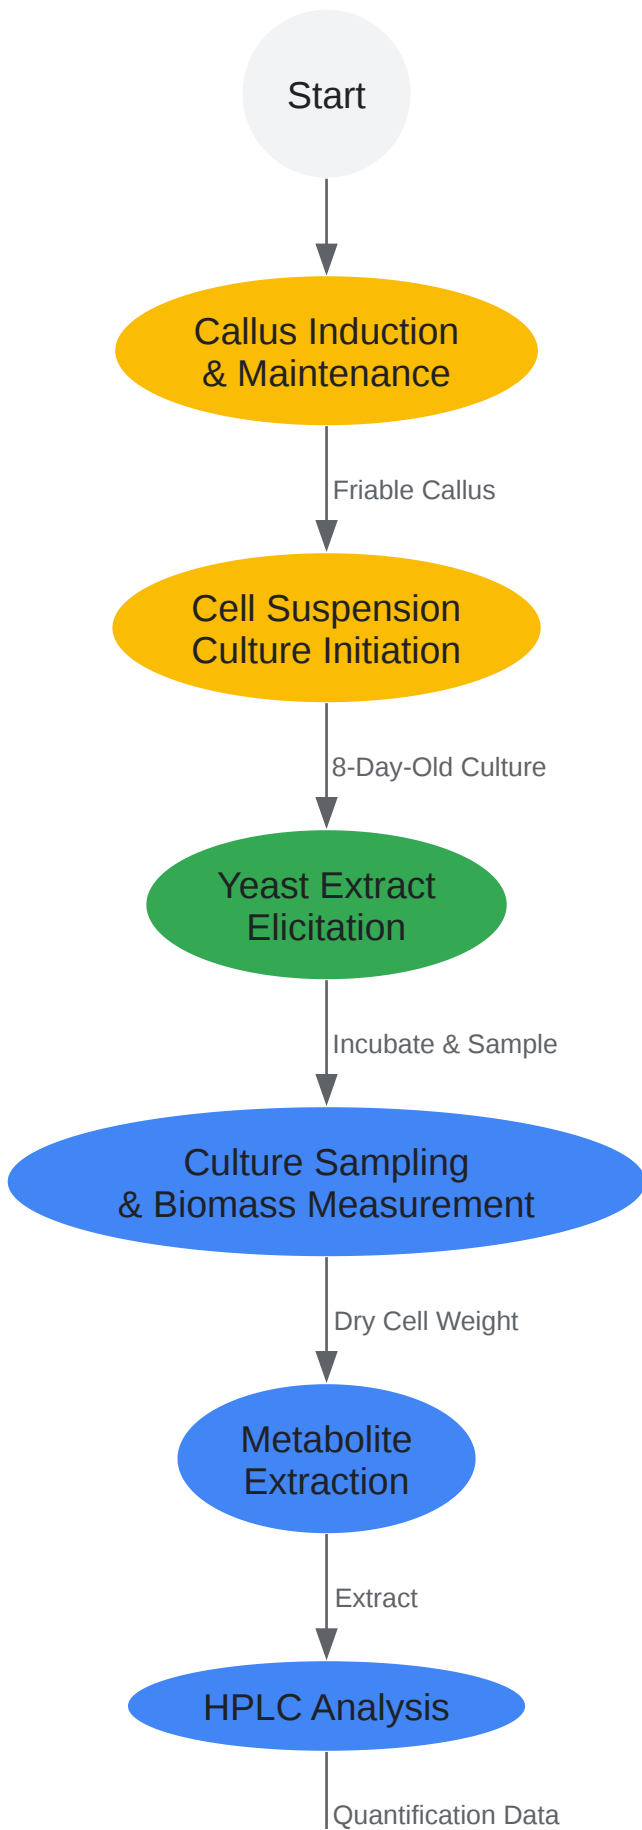 Start
Callus Induction
& Maintenance
Friable Callus
Cell Suspension
Culture Initiation
8-Day-Old Culture
Yeast Extract
Elicitation
Incubate & Sample
Culture Sampling
& Biomass Measurement
Dry Cell Weight
Metabolite
Extraction
Extract
HPLC Analysis
Quantification Data